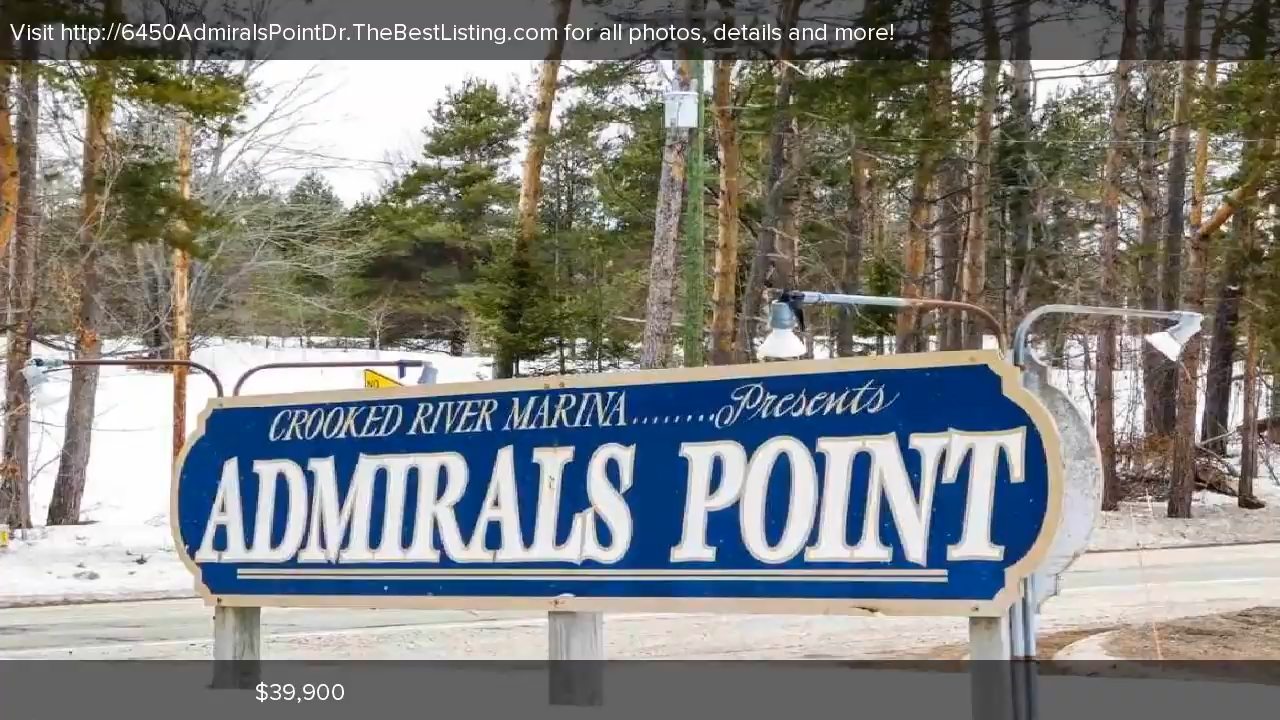 Visit http://6450AdmiralsPointDr.TheBestListing.com for all photos, details and more!
NO
CROOKED RIVER MARINA........Presents
ADMIRALS POINT
$39,900